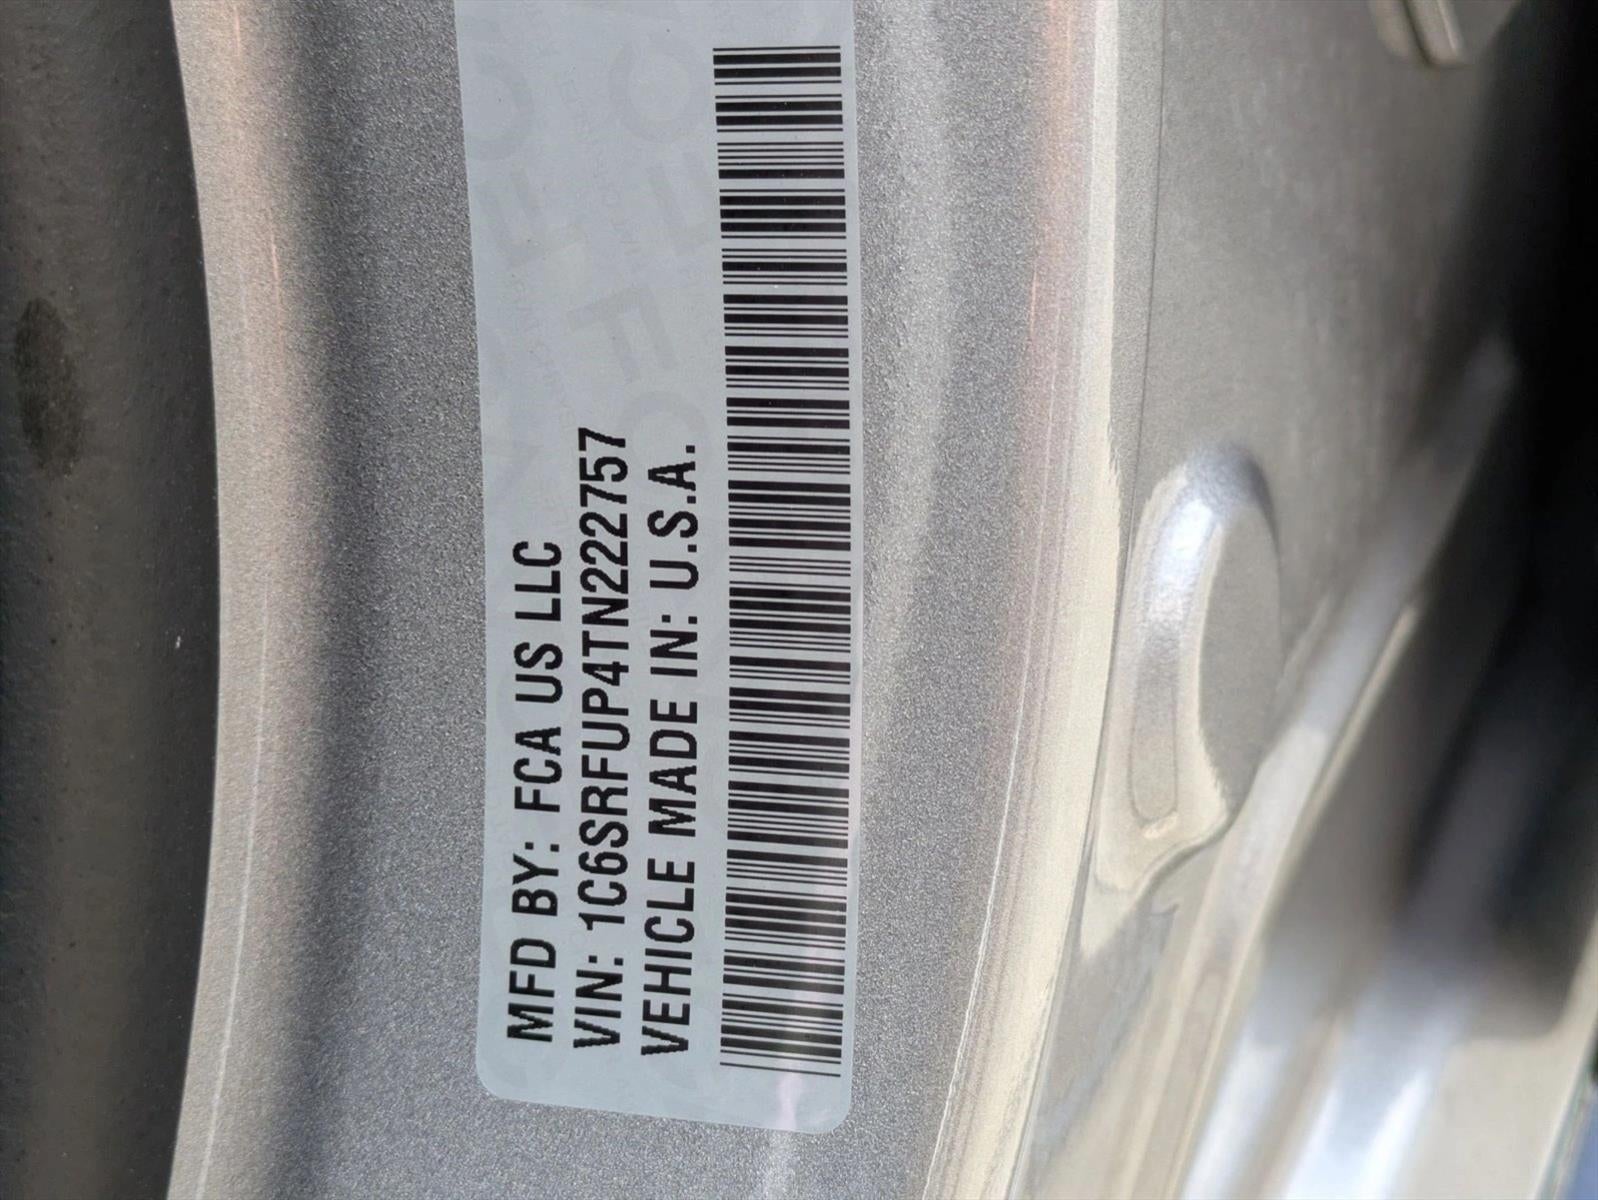 MFD BY: FCA US LLC
VIN: 1C6SRFUP4TN222757
VEHICLE MADE IN: U.S.A.